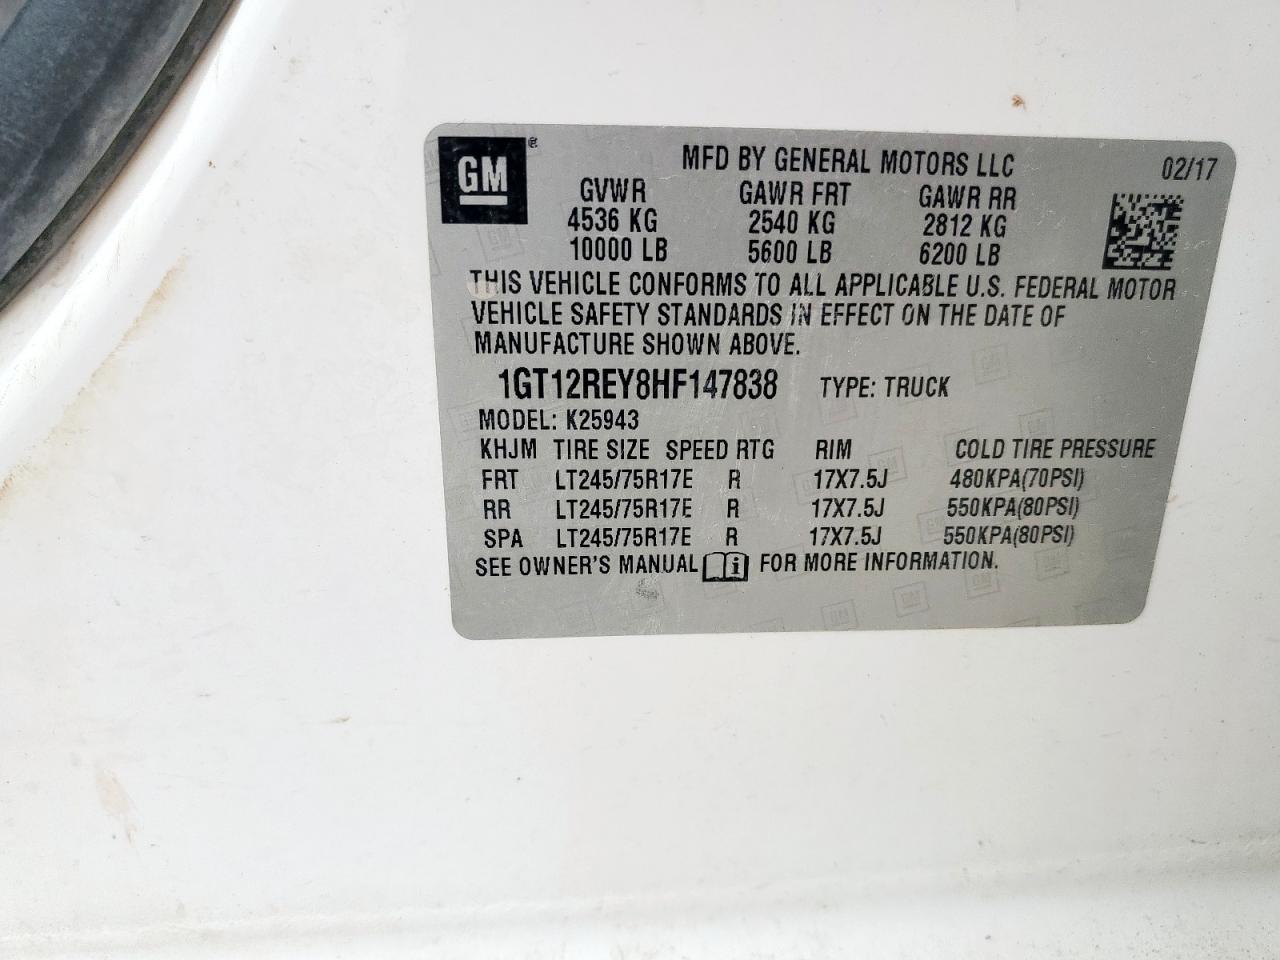 GM®
MFD BY GENERAL MOTORS LLC 02/17
GVWR GAWR FRT GAWR RR
4536 KG 2540 KG 2812 KG
10000 LB 5600 LB 6200 LB
THIS VEHICLE CONFORMS TO ALL APPLICABLE U.S. FEDERAL MOTOR
VEHICLE SAFETY STANDARDS IN EFFECT ON THE DATE OF
MANUFACTURE SHOWN ABOVE.
1GT12REY8HF147838 TYPE: TRUCK
MODEL: K25943
KHJM TIRE SIZE SPEED RTG RIM COLD TIRE PRESSURE
FRT LT245/75R17E R 17X7.5J 480KPA(70PSI)
RR LT245/75R17E R 17X7.5J 550KPA(80PSI)
SPA LT245/75R17E R 17X7.5J 550KPA(80PSI)
SEE OWNER'S MANUAL i FOR MORE INFORMATION.